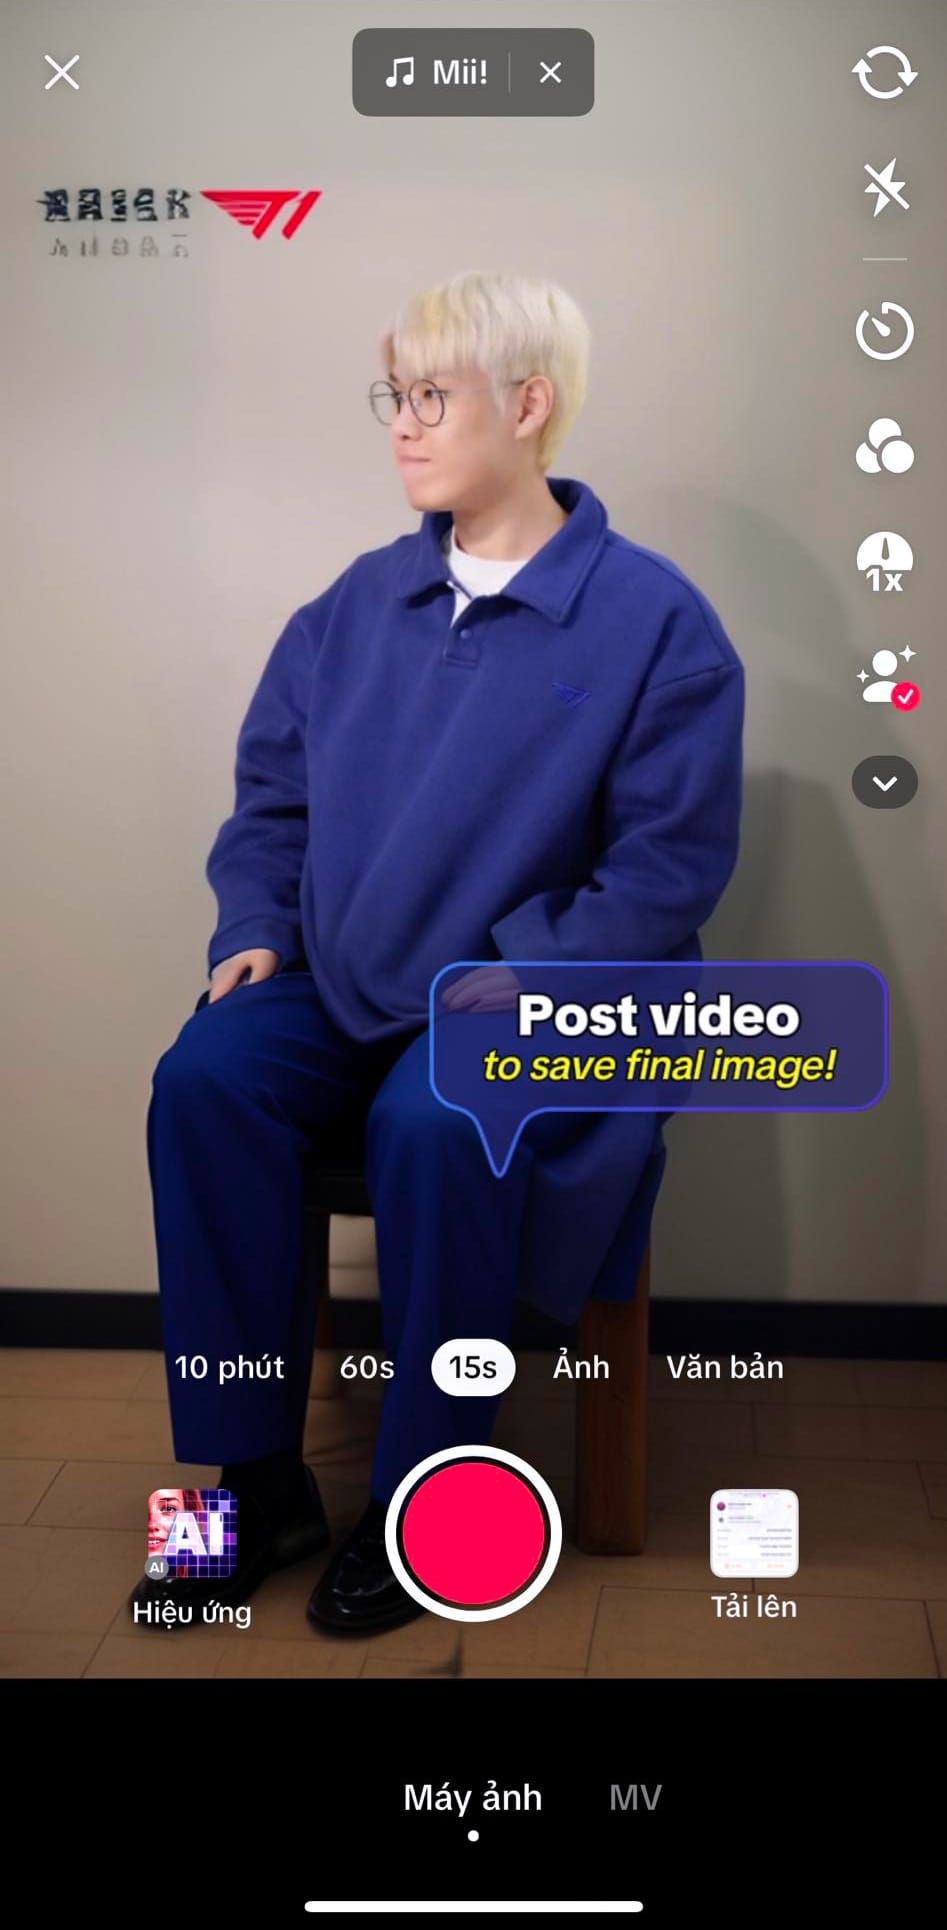 Mii!
T1
1x
Post video
to save final image!
10 phút
60s
15s
Ảnh
Văn bản
AI
AI
Hiệu ứng
Tải lên
Máy ảnh
MV